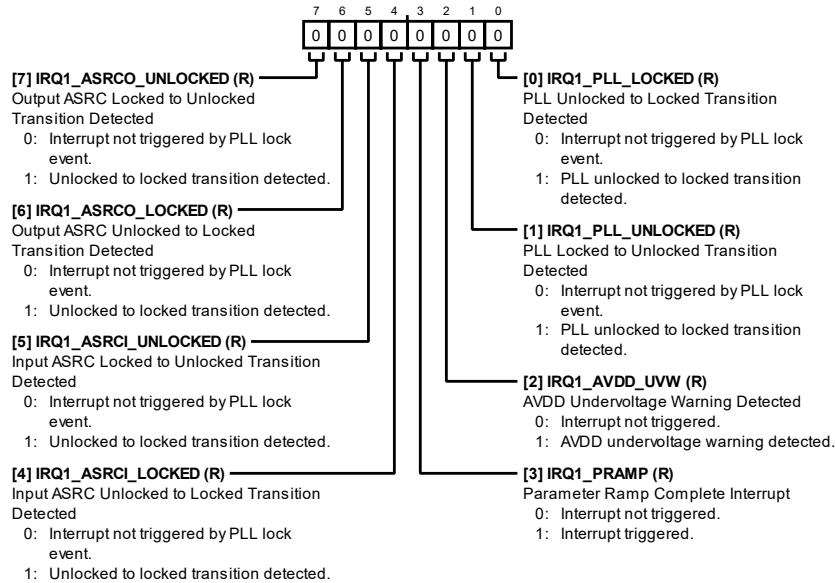 7 6 5 4 3 2 1 0
0 0 0 0 0 0 0 0
[7] IRQ1_ASRCO_UNLOCKED (R)
Output ASRC Locked to Unlocked
Transition Detected
0: Interrupt not triggered by PLL lock
event.
1: Unlocked to locked transition detected.
[6] IRQ1_ASRCO_LOCKED (R)
Output ASRC Unlocked to Locked
Transition Detected
0: Interrupt not triggered by PLL lock
event.
1: Unlocked to locked transition detected.
[5] IRQ1_ASRCI_UNLOCKED (R)
Input ASRC Locked to Unlocked Transition
Detected
0: Interrupt not triggered by PLL lock
event.
1: Unlocked to locked transition detected.
[4] IRQ1_ASRCI_LOCKED (R)
Input ASRC Unlocked to Locked Transition
Detected
0: Interrupt not triggered by PLL lock
event.
1: Unlocked to locked transition detected.
[0] IRQ1_PLL_LOCKED (R)
PLL Unlocked to Locked Transition
Detected
0: Interrupt not triggered by PLL lock
event.
1: PLL unlocked to locked transition
detected.
[1] IRQ1_PLL_UNLOCKED (R)
PLL Locked to Unlocked Transition
Detected
0: Interrupt not triggered by PLL lock
event.
1: PLL unlocked to locked transition
detected.
[2] IRQ1_AVDD_UVW (R)
AVDD Undervoltage Warning Detected
0: Interrupt not triggered.
1: AVDD undervoltage warning detected.
[3] IRQ1_PRAMP (R)
Parameter Ramp Complete Interrupt
0: Interrupt not triggered.
1: Interrupt triggered.